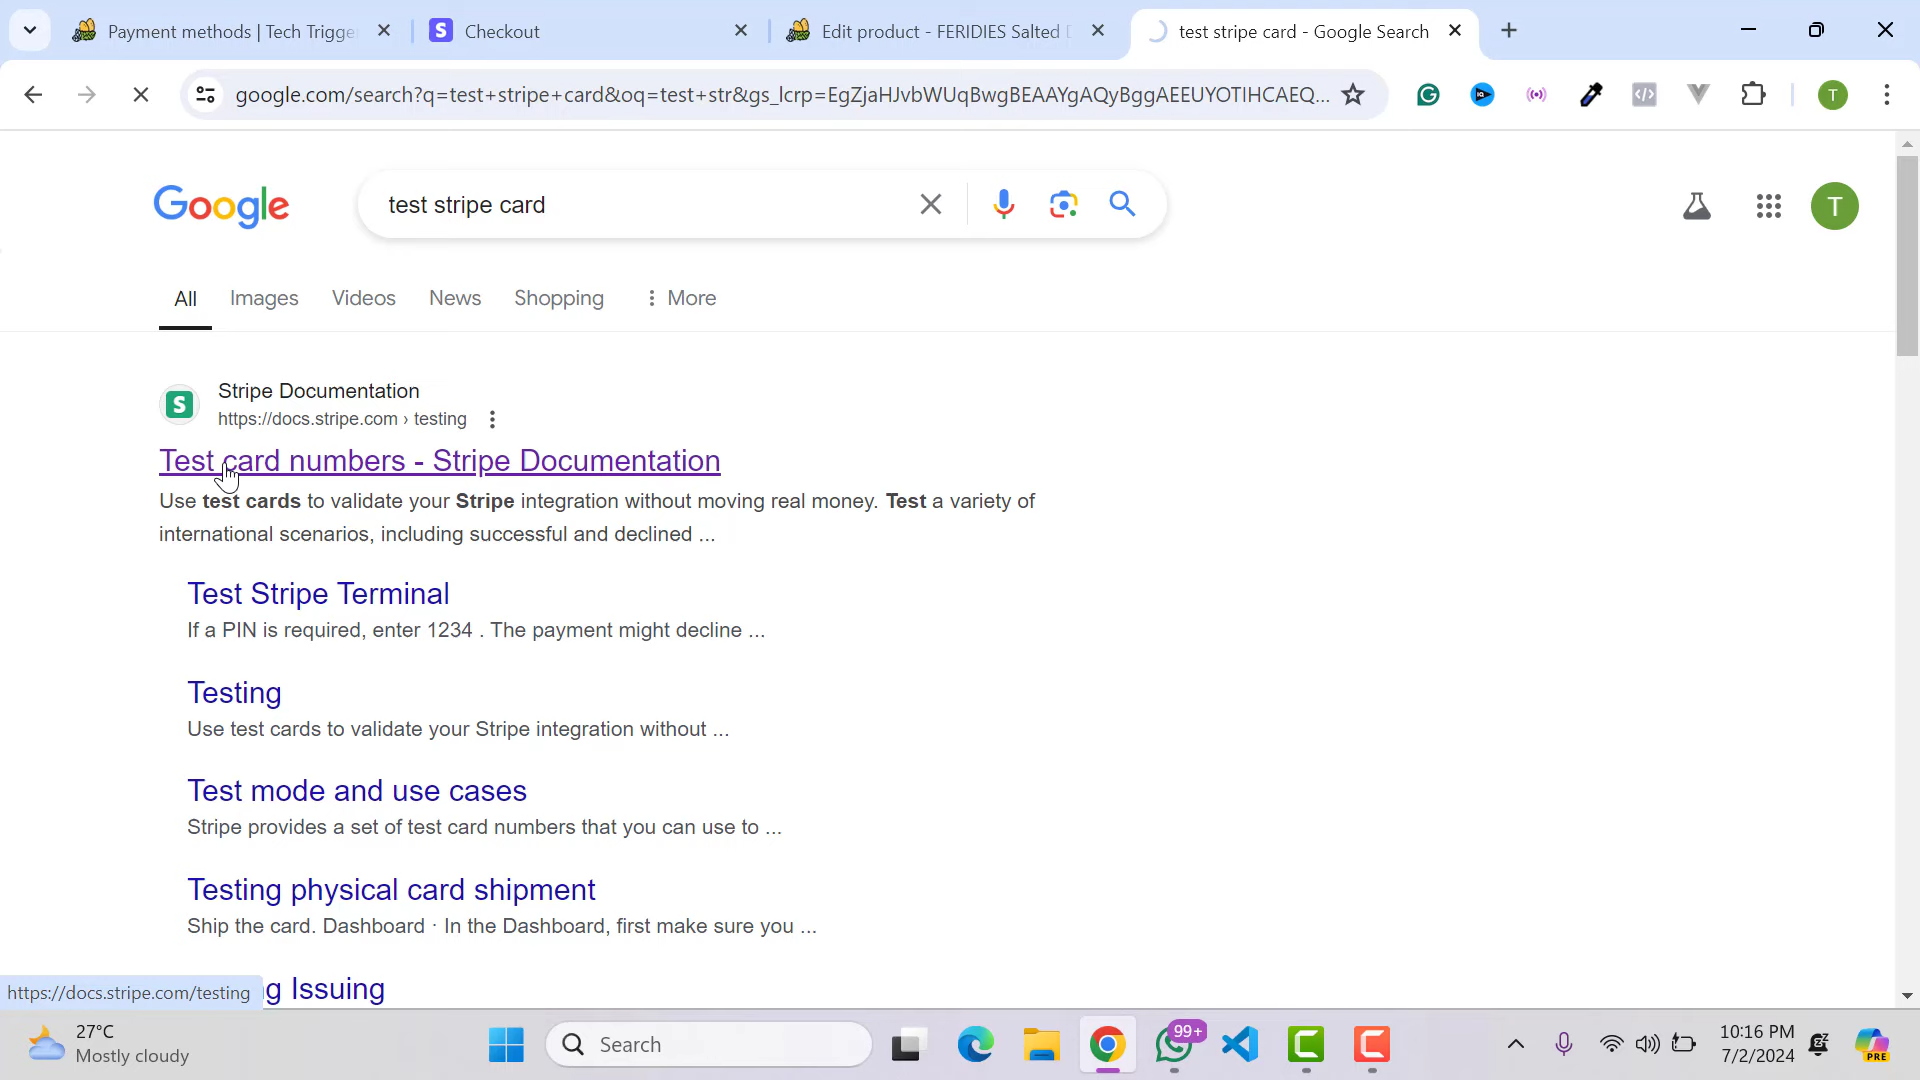 Payment methods | Tech Trigge
Checkout
Edit product - FERIDIES Salted
test stripe card - Google Search
google.com/search?q=test+stripe+card&oq=test+str&gs_lcrp=EgZjaHJvbWUqBwgBEAAYgAQyBggAEEUYOTIHCAEQ...
T
Google
test stripe card
T
All
Images
Videos
News
Shopping
More
S
Stripe Documentation
https://docs.stripe.com › testing
Test card numbers - Stripe Documentation
Use test cards to validate your Stripe integration without moving real money. Test a variety of
international scenarios, including successful and declined ...
Test Stripe Terminal
If a PIN is required, enter 1234 . The payment might decline ...
Testing
Use test cards to validate your Stripe integration without ...
Test mode and use cases
Stripe provides a set of test card numbers that you can use to ...
Testing physical card shipment
Ship the card. Dashboard · In the Dashboard, first make sure you ...
g Issuing
https://docs.stripe.com/testing
27°C
Mostly cloudy
Search
99+
10:16 PM
7/2/2024
PRE